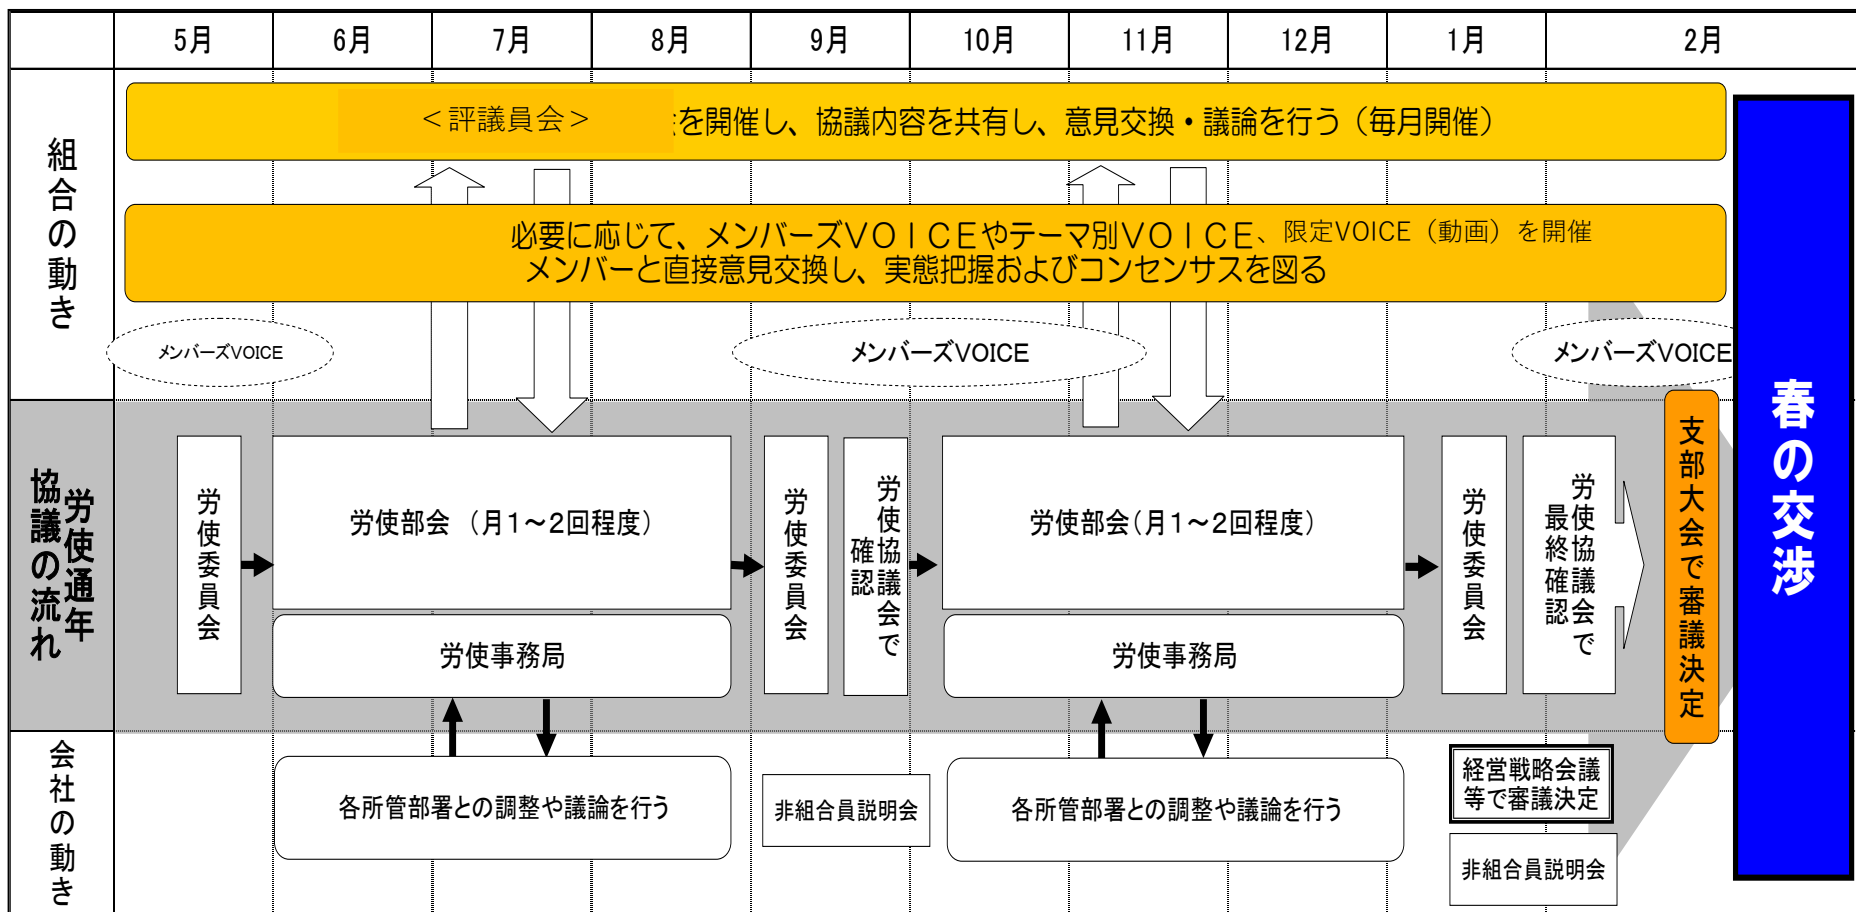 5月
6月
7月
8月
9月
10月
11月
12月
1月
2月
組合の動き
＜評議員会＞
を開催し、協議内容を共有し、意見交換・議論を行う（毎月開催）
必要に応じて、メンバーズVOICEやテーマ別VOICE、限定VOICE（動画）を開催
メンバーと直接意見交換し、実態把握およびコンセンサスを図る
メンバーズVOICE
メンバーズVOICE
メンバーズVOICE
春の交渉
労使通年
協議の流れ
労使委員会
労使部会 （月1～2回程度）
労使事務局
労使委員会
労使協議会で
確認
労使部会（月1～2回程度）
労使事務局
労使委員会
労使協議会で
最終確認
支部大会で審議決定
会社の動き
各所管部署との調整や議論を行う
非組合員説明会
各所管部署との調整や議論を行う
経営戦略会議
等で審議決定
非組合員説明会